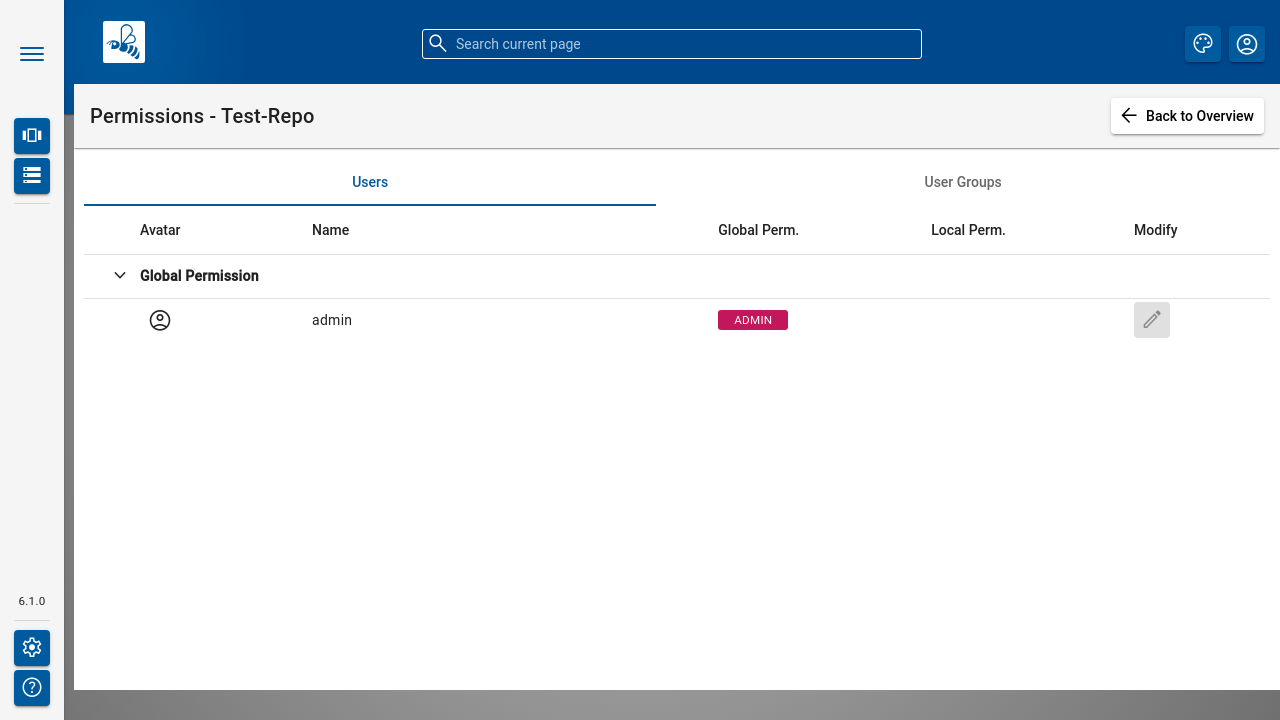 Search current page
Permissions - Test-Repo
Back to Overview
Users
User Groups
Avatar
Name
Global Perm.
Local Perm.
Modify
Global Permission
admin
ADMIN
6.1.0